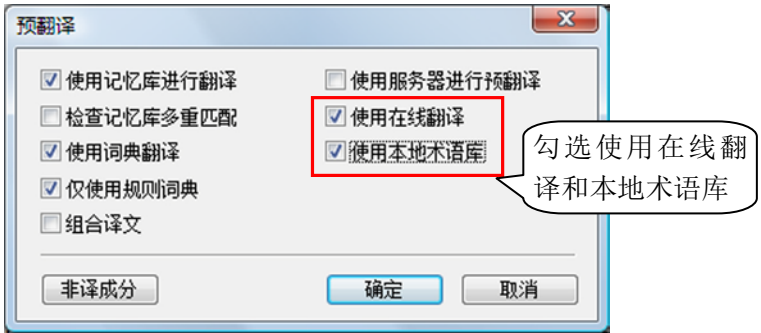 预翻译
使用记忆库进行翻译
使用服务器进行预翻译
检查记忆库多重匹配
使用在线翻译
使用词典翻译
使用本地术语库
仅使用规则词典
组合译文
勾选使用在线翻
译和本地术语库
非译成分
确定
取消